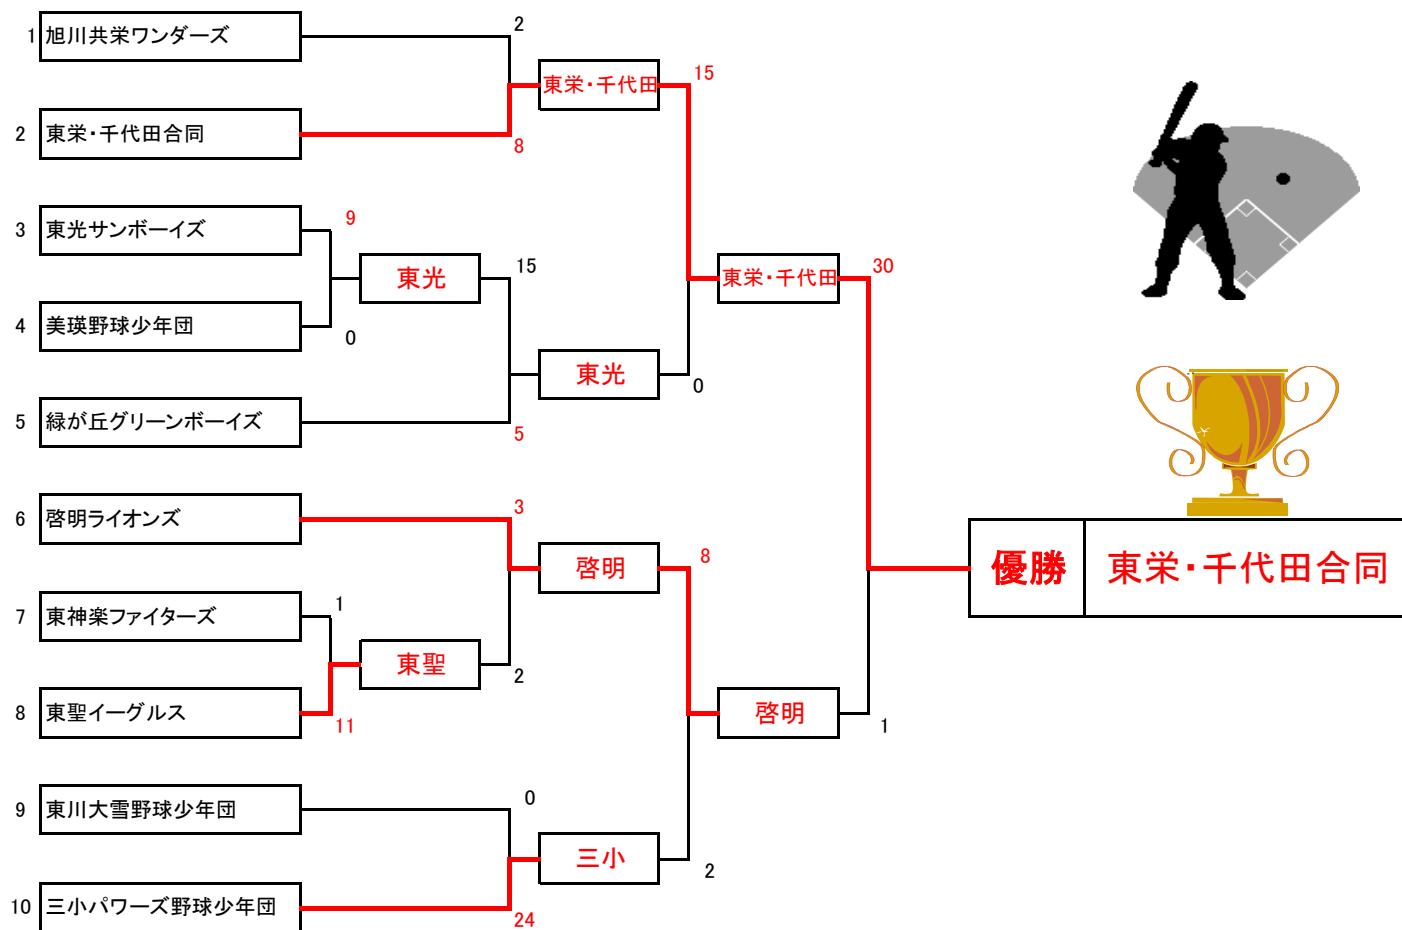 1 旭川共栄ワンダーズ
2
東栄・千代田
15
2 東栄・千代田合同
8
3 東光サンボーイズ
9
東光
15
東栄・千代田
30
4 美瑛野球少年団
0
東光
0
5 緑が丘グリーンボーイズ
5
6 啓明ライオンズ
3
啓明
8
優勝 東栄・千代田合同
7 東神楽ファイターズ
1
東聖
2
8 東聖イーグルス
11
啓明
1
9 東川大雪野球少年団
0
三小
2
10 三小パワーズ野球少年団
24